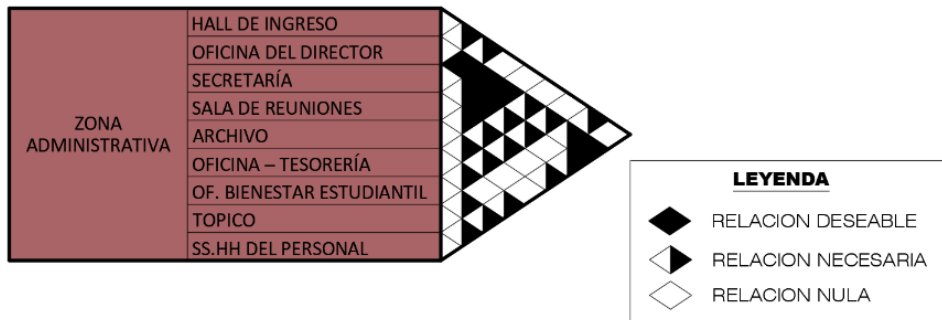 ZONA
ADMINISTRATIVA
HALL DE INGRESO
OFICINA DEL DIRECTOR
SECRETARÍA
SALA DE REUNIONES
ARCHIVO
OFICINA – TESORERÍA
OF. BIENESTAR ESTUDIANTIL
TOPICO
SS.HH DEL PERSONAL
LEYENDA
RELACION DESEABLE
RELACION NECESARIA
RELACION NULA